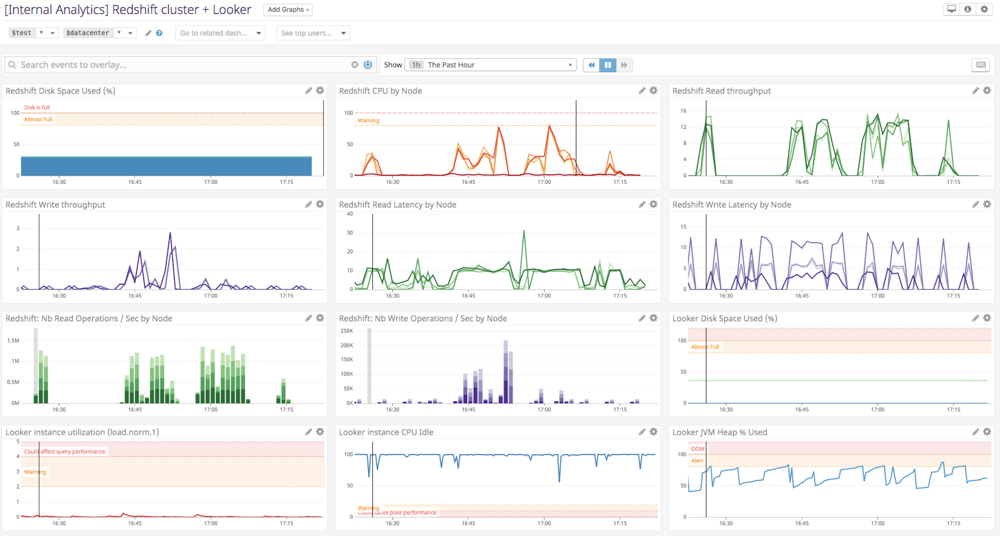 [Internal Analytics] Redshift cluster + Looker
Add Graphs +
$test * $datacenter * Go to related dash... See top users...
Search events to overlay...
Show 1h The Past Hour
Redshift Disk Space Used (%)
Disk is full
100
Almost Full
50
0
16:30 16:45 17:00 17:15
Redshift CPU by Node
100
Warning
50
0
16:30 16:45 17:00 17:15
Redshift Read throughput
16
12
8
4
0
16:30 16:45 17:00 17:15
Redshift Write throughput
3
2
1
0
16:30 16:45 17:00 17:15
Redshift Read Latency by Node
40
30
20
10
0
16:30 16:45 17:00 17:15
Redshift Write Latency by Node
15
10
5
0
16:30 16:45 17:00 17:15
Redshift: Nb Read Operations / Sec by Node
1.5M
1M
0.5M
0M
16:30 16:45 17:00 17:15
Redshift: Nb Write Operations / Sec by Node
250K
200K
150K
100K
50K
0K
16:30 16:45 17:00 17:15
Looker Disk Space Used (%)
100
Almost Full
50
0
16:30 16:45 17:00 17:15
Looker instance utilization (load.norm.1)
5
Could affect query performance
4
3 Warning
2
1
0
16:30 16:45 17:00 17:15
Looker instance CPU Idle
100
50
Warning
Could cause poor performance
0
16:30 16:45 17:00 17:15
Looker JVM Heap % Used
OOM
100
Alert
50
0
16:30 16:45 17:00 17:15